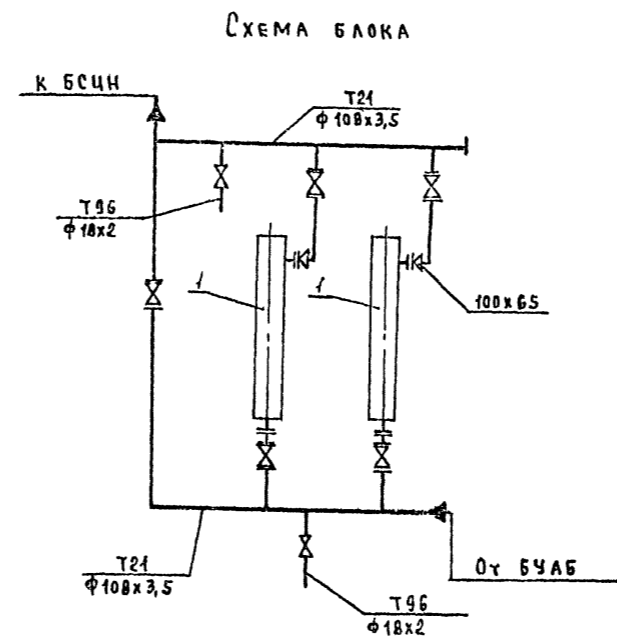 Схема блока
К БСЦН
Т21
ф 108х3,5
Т96
ф 18х2
1
1
100х65
Т21
ф 108х3,5
От БУАБ
Т96
ф 18х2